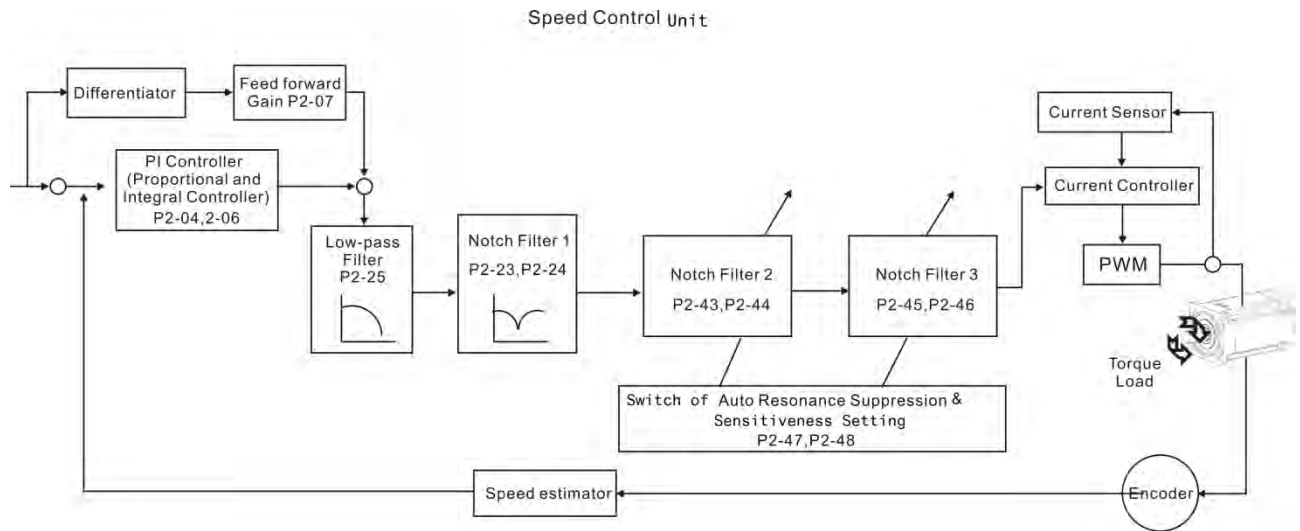 Speed Control Unit
Differentiator
Feed forward
Gain P2-07
Current Sensor
PI Controller
(Proportional and
Integral Controller)
P2-04,2-06
Current Controller
Low-pass
Filter
P2-25
Notch Filter 1
P2-23,P2-24
Notch Filter 2
P2-43,P2-44
Notch Filter 3
P2-45,P2-46
PWM
Torque
Load
Switch of Auto Resonance Suppression &
Sensitiveness Setting
P2-47,P2-48
Speed estimator
Encoder